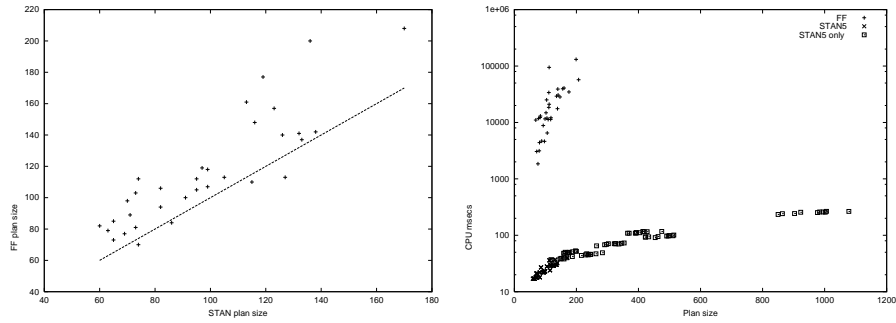 220
200
180
160
140
120
100
80
60
40
FF plan size
40 60 80 100 120 140 160 180
STAN plan size
1e+06
100000
10000
1000
100
10
CPU msecs
FF
STAN5
STAN5 only
0 200 400 600 800 1000 1200
Plan size